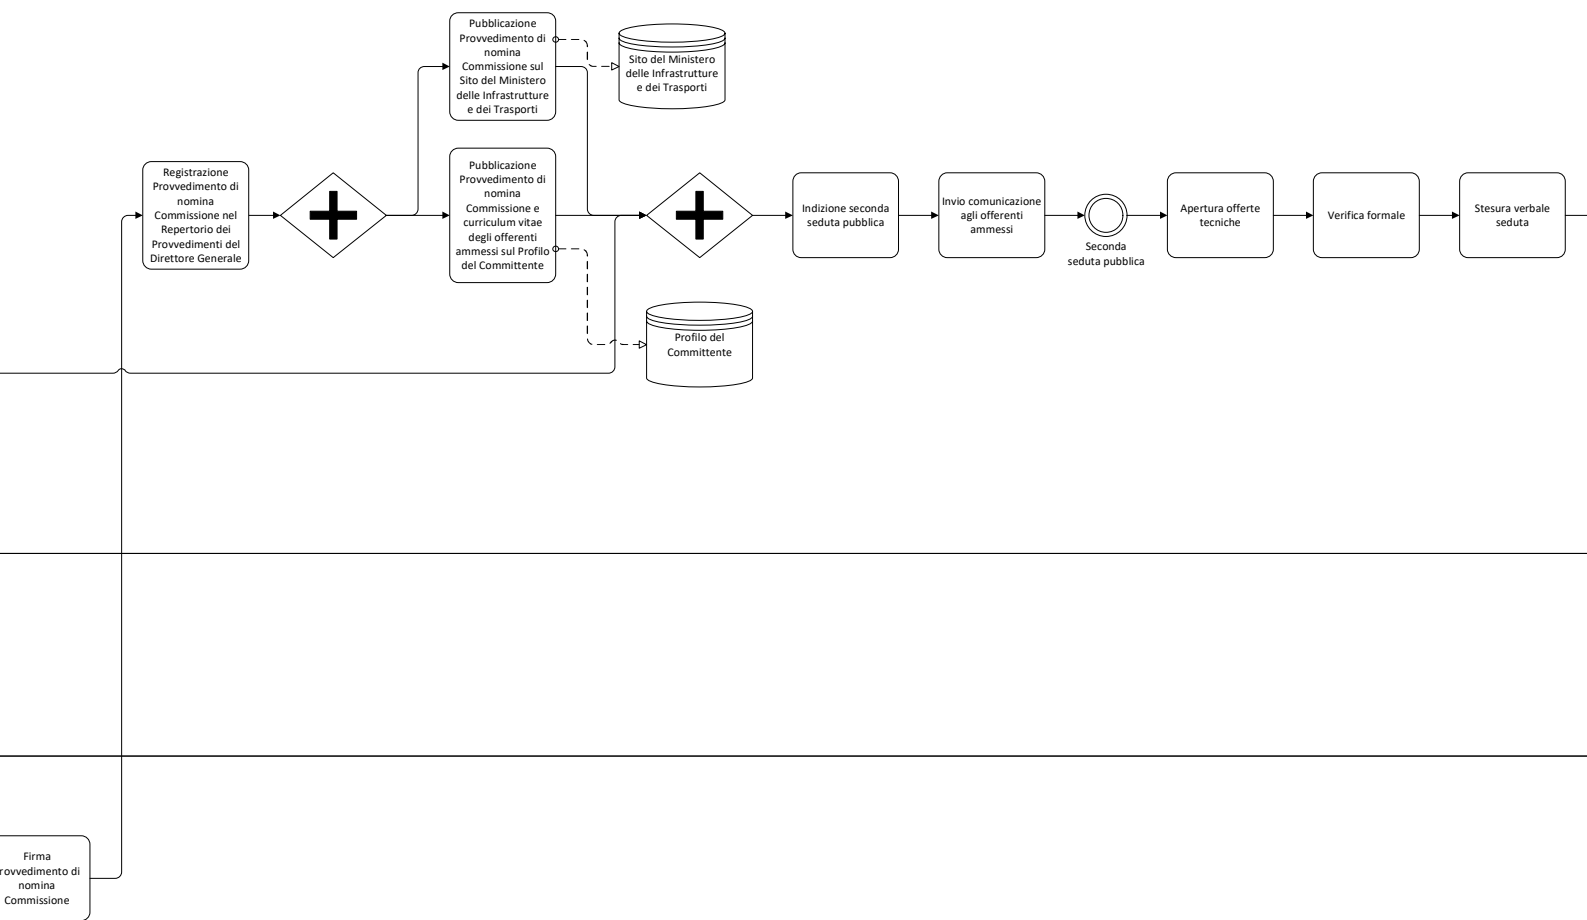 Pubblicazione
Provvedimento di
nomina
Commissione sul
Sito del Ministero
delle Infrastrutture
e dei Trasporti
Sito del Ministero
delle Infrastrutture
e dei Trasporti
Registrazione
Provvedimento di
nomina
Commissione nel
Repertorio dei
Provvedimenti del
Direttore Generale
Pubblicazione
Provvedimento di
nomina
Commissione e
curriculum vitae
degli offerenti
ammessi sul Profilo
del Committente
Indizione seconda
seduta pubblica
Invio comunicazione
agli offerenti
ammessi
Seconda
seduta pubblica
Apertura offerte
tecniche
Verifica formale
Stesura verbale
seduta
Profilo del
Committente
Firma
rovvedimento di
nomina
Commissione